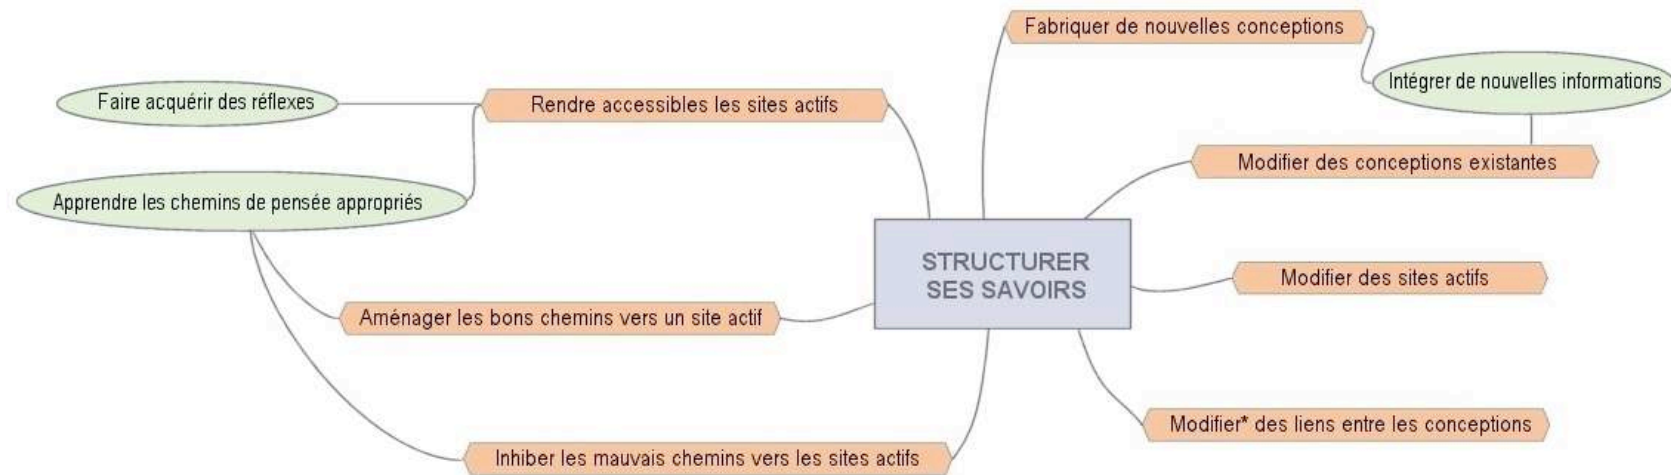 Fabriquer de nouvelles conceptions
Intégrer de nouvelles informations
Faire acquérir des réflexes
Rendre accessibles les sites actifs
Modifier des conceptions existantes
Apprendre les chemins de pensée appropriés
STRUCTURER
SES SAVOIRS
Modifier des sites actifs
Aménager les bons chemins vers un site actif
Modifier* des liens entre les conceptions
Inhiber les mauvais chemins vers les sites actifs